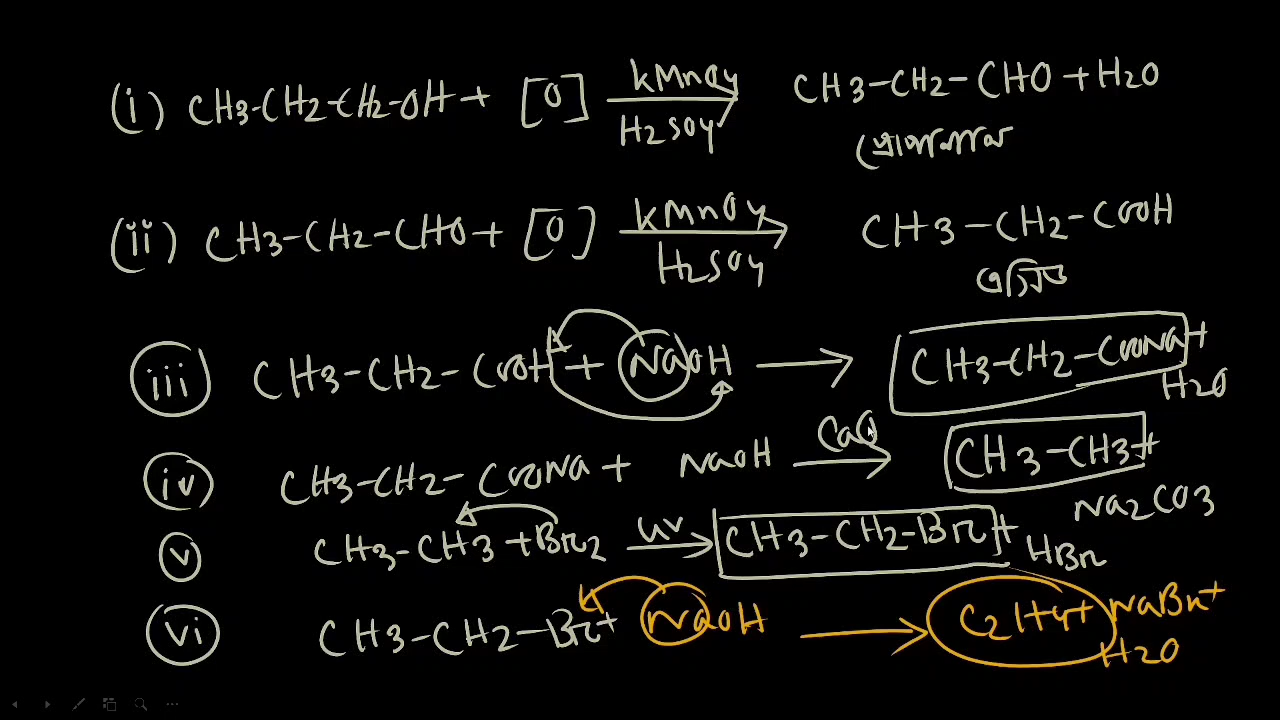 (i) CH3-CH2-CH2-OH + [O] KMnO4 H2SO4 CH3-CH2-CHO + H2O
(ii) CH3-CH2-CHO + [O] KMnO4 H2SO4 CH3-CH2-COOH
iii CH3-CH2-COOH + NaOH → CH3-CH2-COONa + H2O
iv CH3-CH2-COONa + NaOH CaO → CH3-CH3 + Na2CO3
v CH3-CH3 + Br2 UV → CH3-CH2-Br + HBr
vi CH3-CH2-Br + NaOH → C2H4 + NaBr + H2O